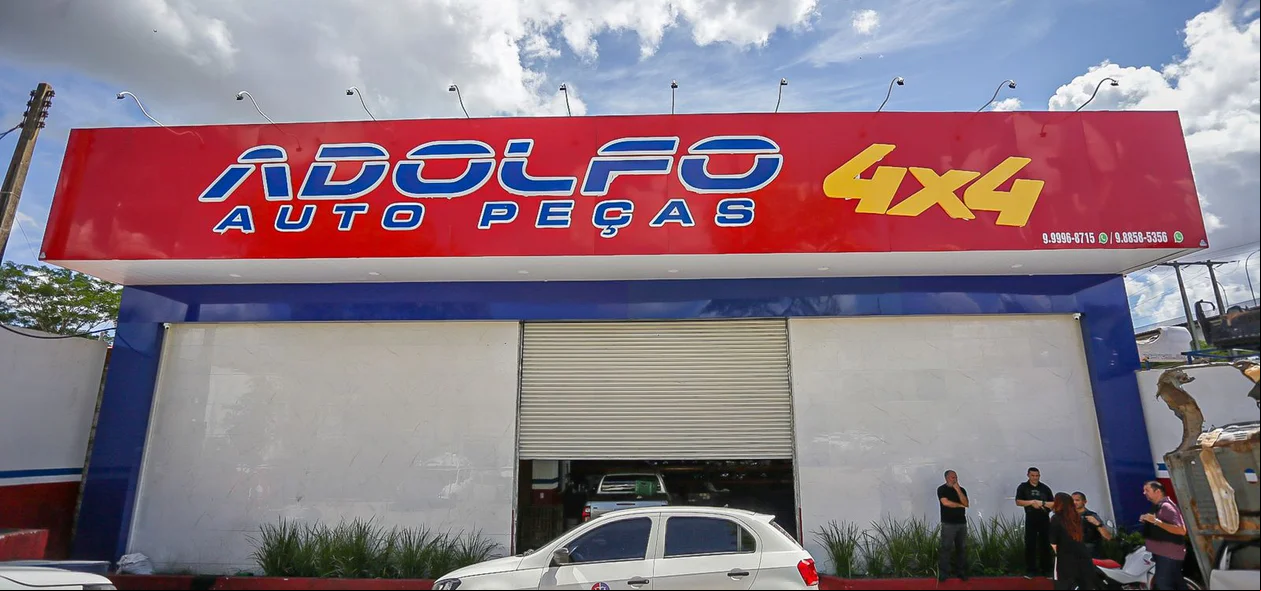 ADOLFO
AUTO PEÇAS
4x4
9.9996-8715 / 9.8858-5356